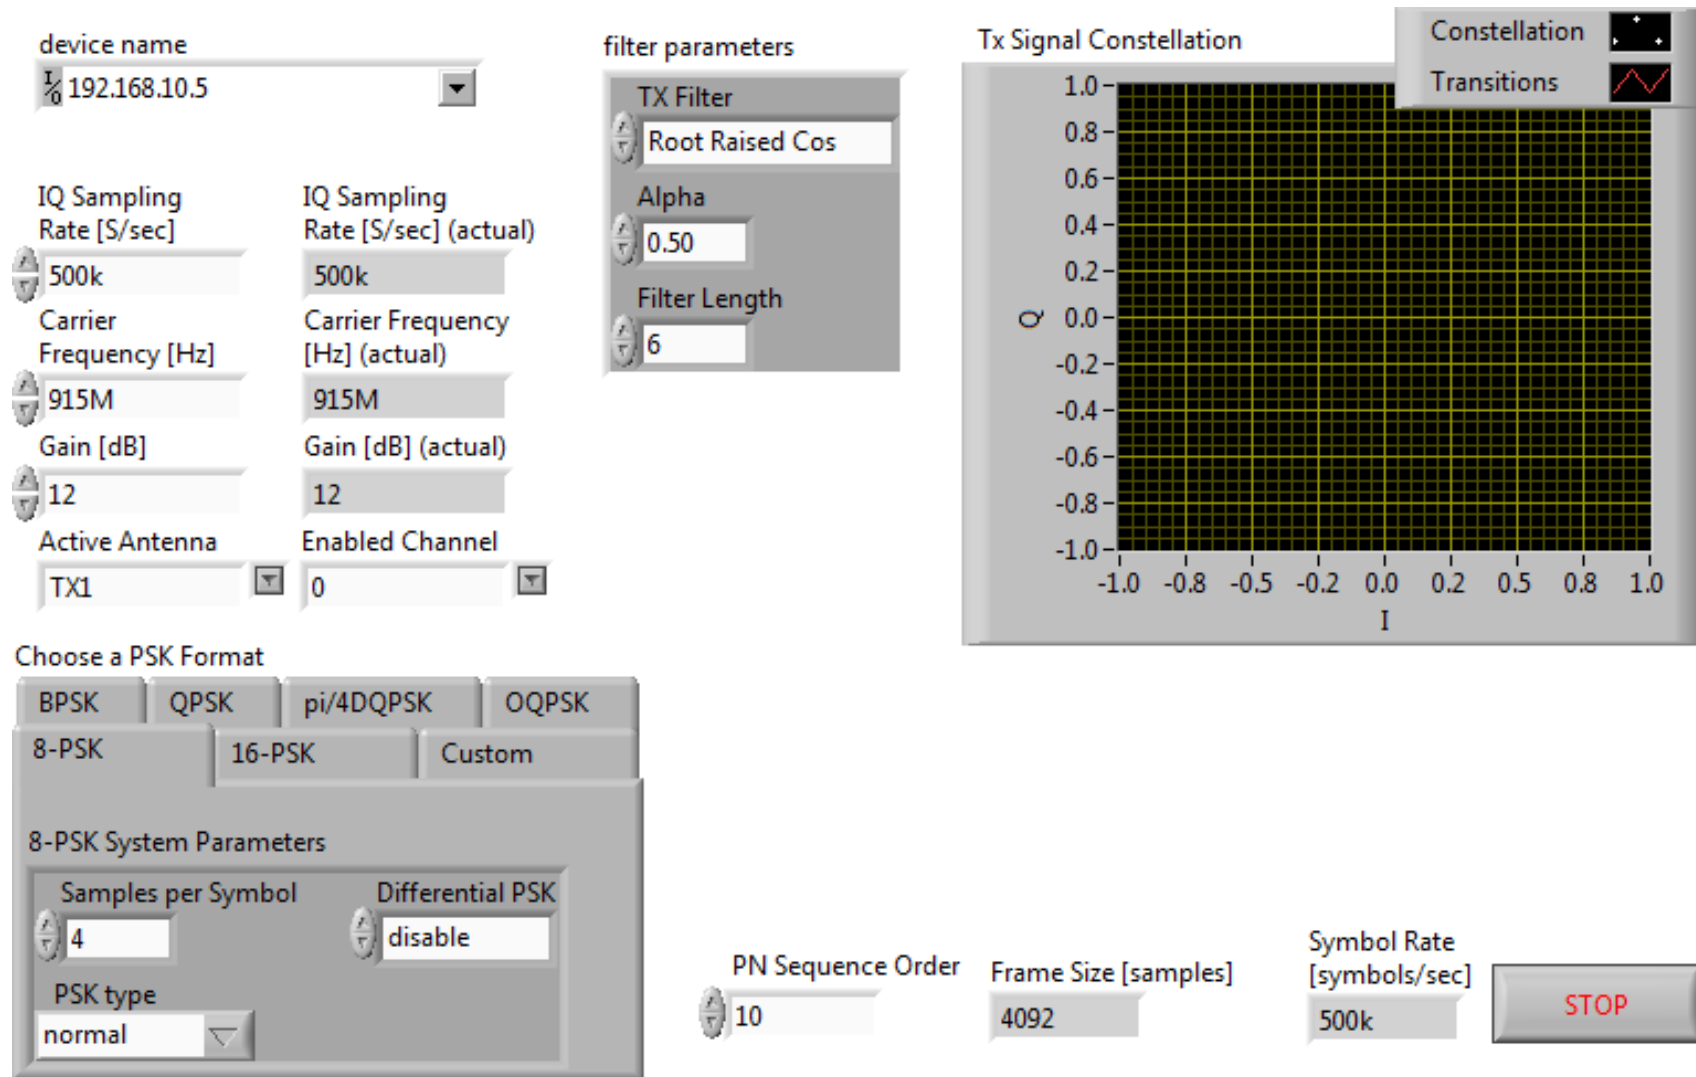 device name
192.168.10.5
IQ Sampling
Rate [S/sec]
500k
IQ Sampling
Rate [S/sec] (actual)
500k
Carrier
Frequency [Hz]
915M
Carrier Frequency
[Hz] (actual)
915M
Gain [dB]
12
Gain [dB] (actual)
12
Active Antenna
TX1
Enabled Channel
0
filter parameters
TX Filter
Root Raised Cos
Alpha
0.50
Filter Length
6
Tx Signal Constellation
Constellation
Transitions
1.0
0.8
0.6
0.4
0.2
0.0
-0.2
-0.4
-0.6
-0.8
-1.0
Q
-1.0 -0.8 -0.5 -0.2 0.0 0.2 0.5 0.8 1.0
I
Choose a PSK Format
BPSK QPSK pi/4DQPSK OQPSK
8-PSK 16-PSK Custom
8-PSK System Parameters
Samples per Symbol
4
Differential PSK
disable
PSK type
normal
PN Sequence Order
10
Frame Size [samples]
4092
Symbol Rate
[symbols/sec]
500k
STOP